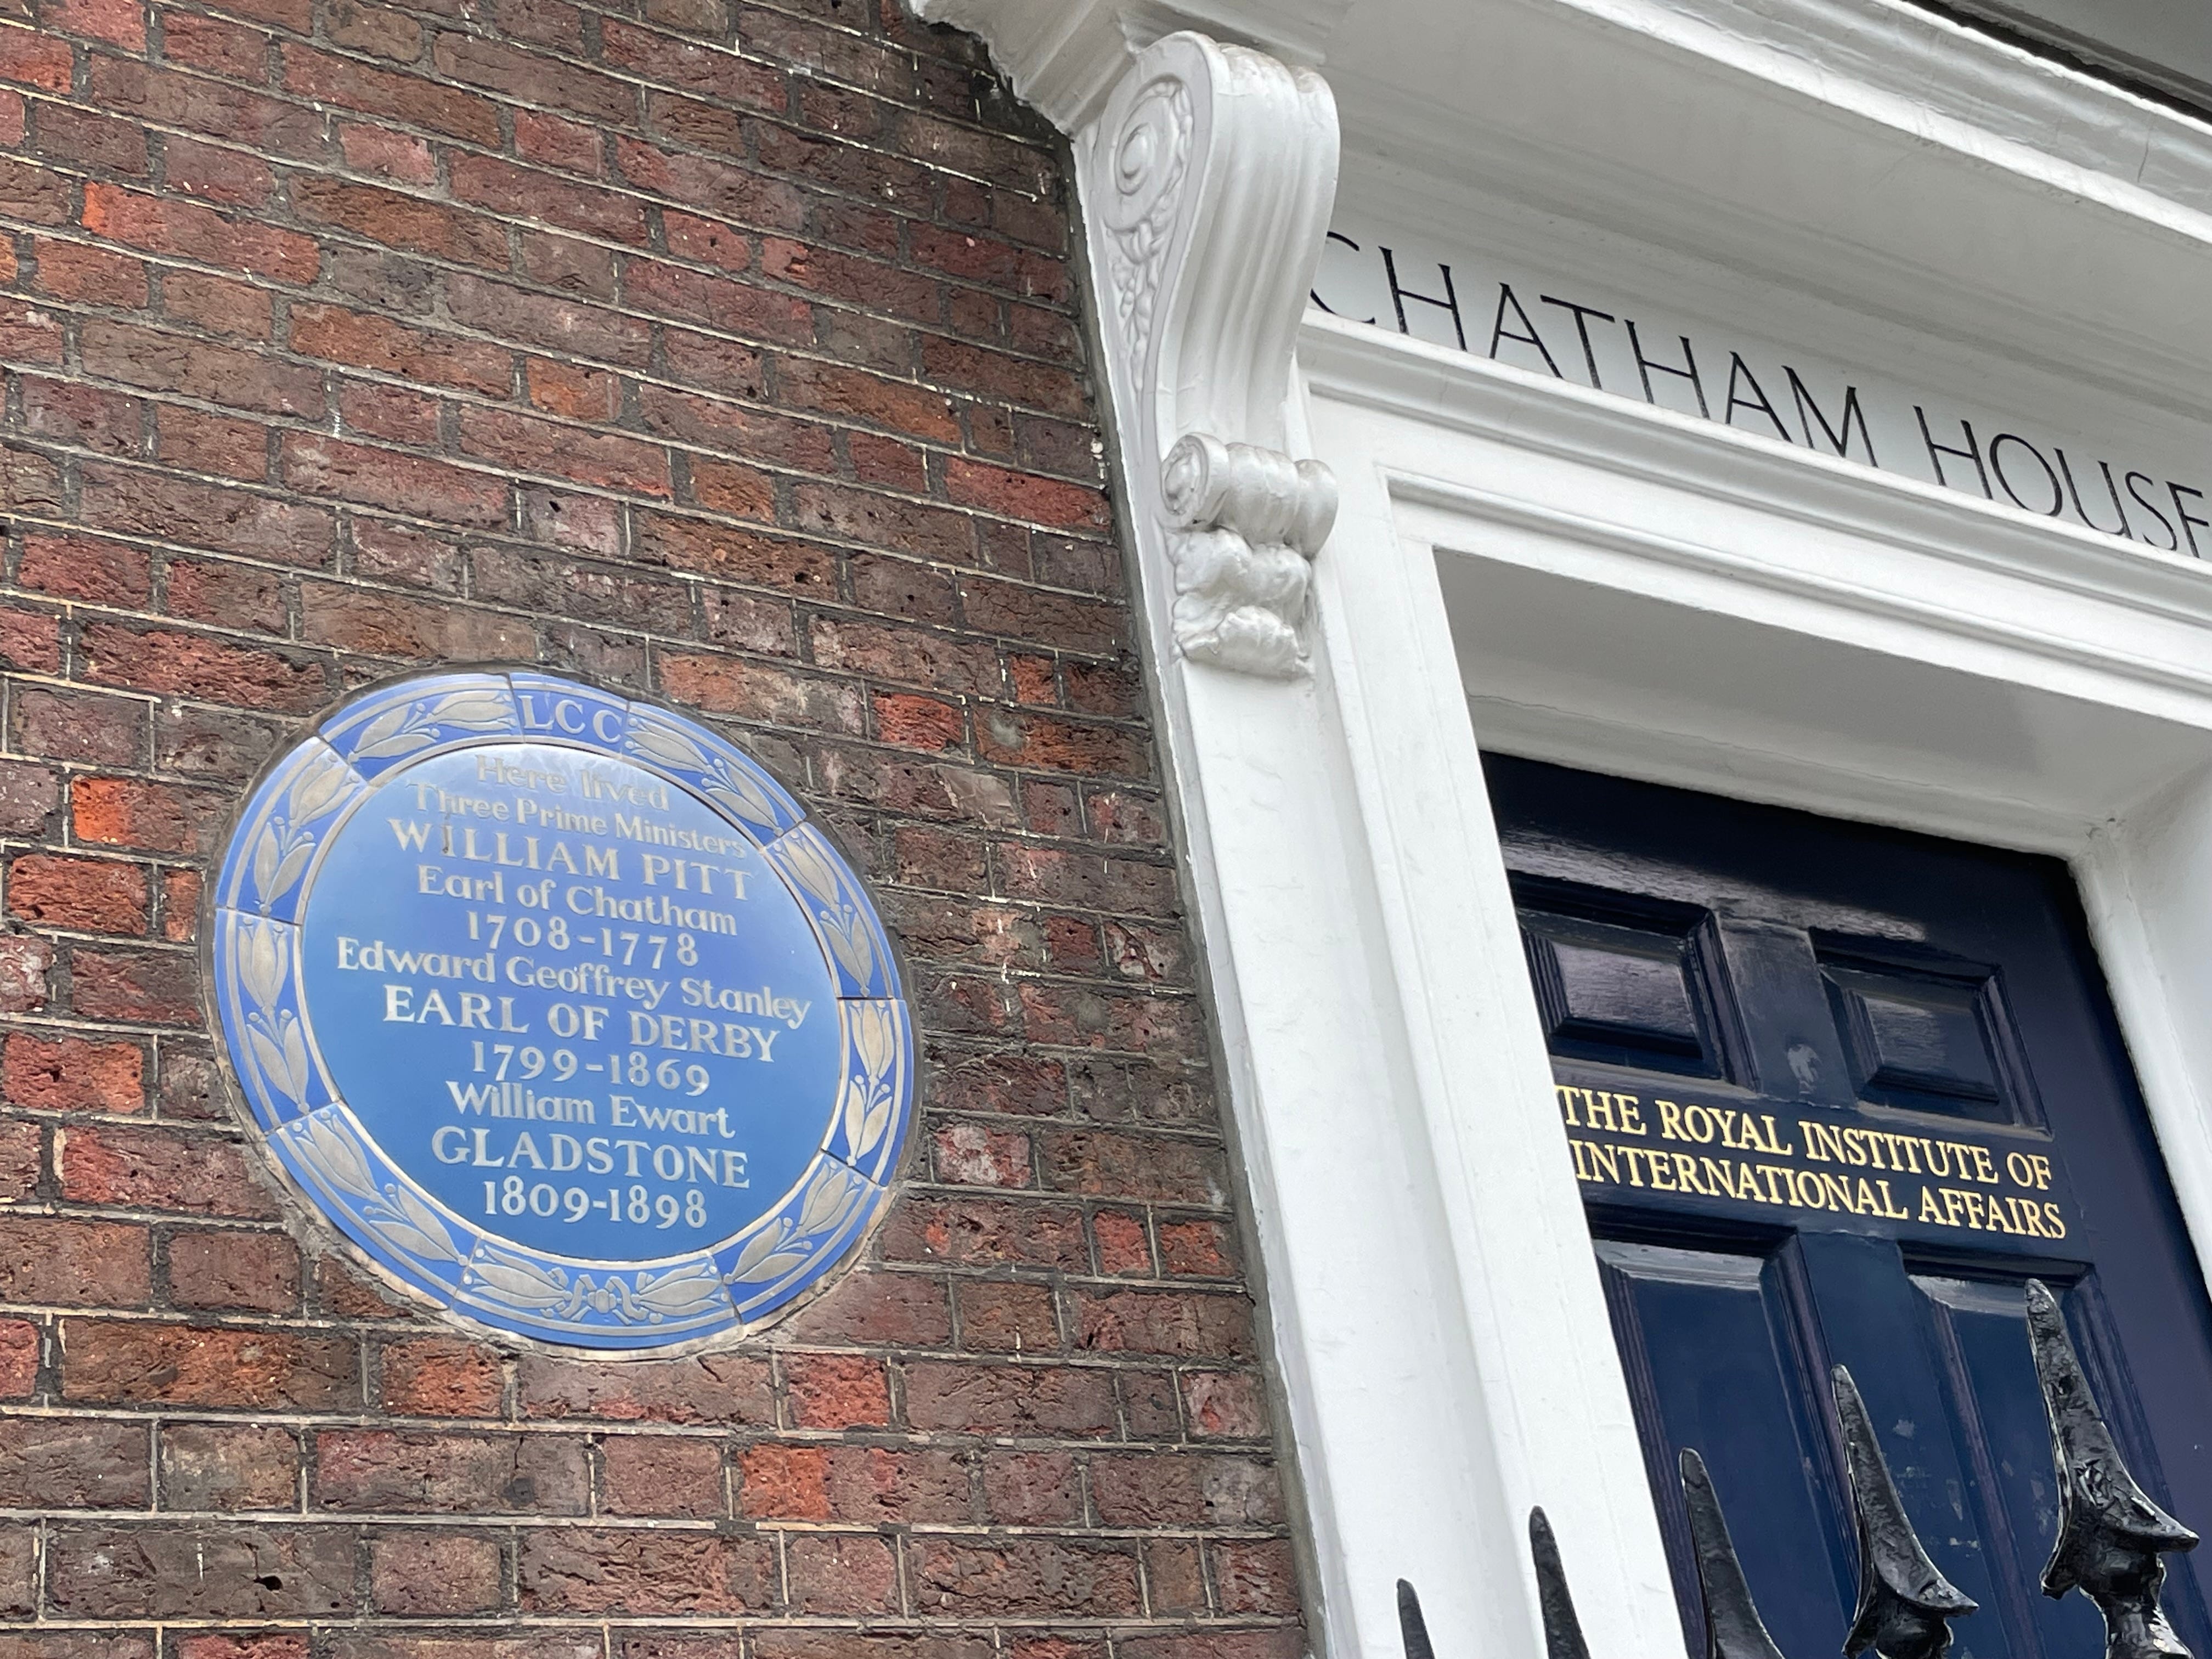 LCC
Here lived
Three Prime Ministers
WILLIAM PITT
Earl of Chatham
1708-1778
Edward Geoffrey Stanley
EARL OF DERBY
1799-1869
William Ewart
GLADSTONE
1809-1898
CHATHAM HOUSE
THE ROYAL INSTITUTE OF
INTERNATIONAL AFFAIRS